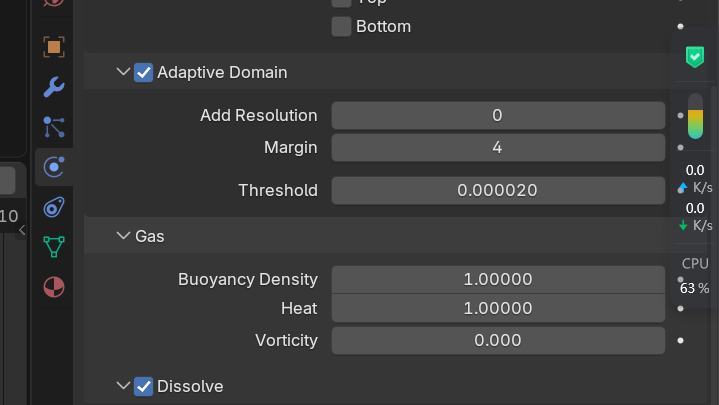 Bottom
Adaptive Domain
Add Resolution 0
Margin 4
Threshold 0.000020
Gas
Buoyancy Density 1.00000
Heat 1.00000
Vorticity 0.000
Dissolve
10
0.0
K/s
0.0
K/s
CPU
63 %